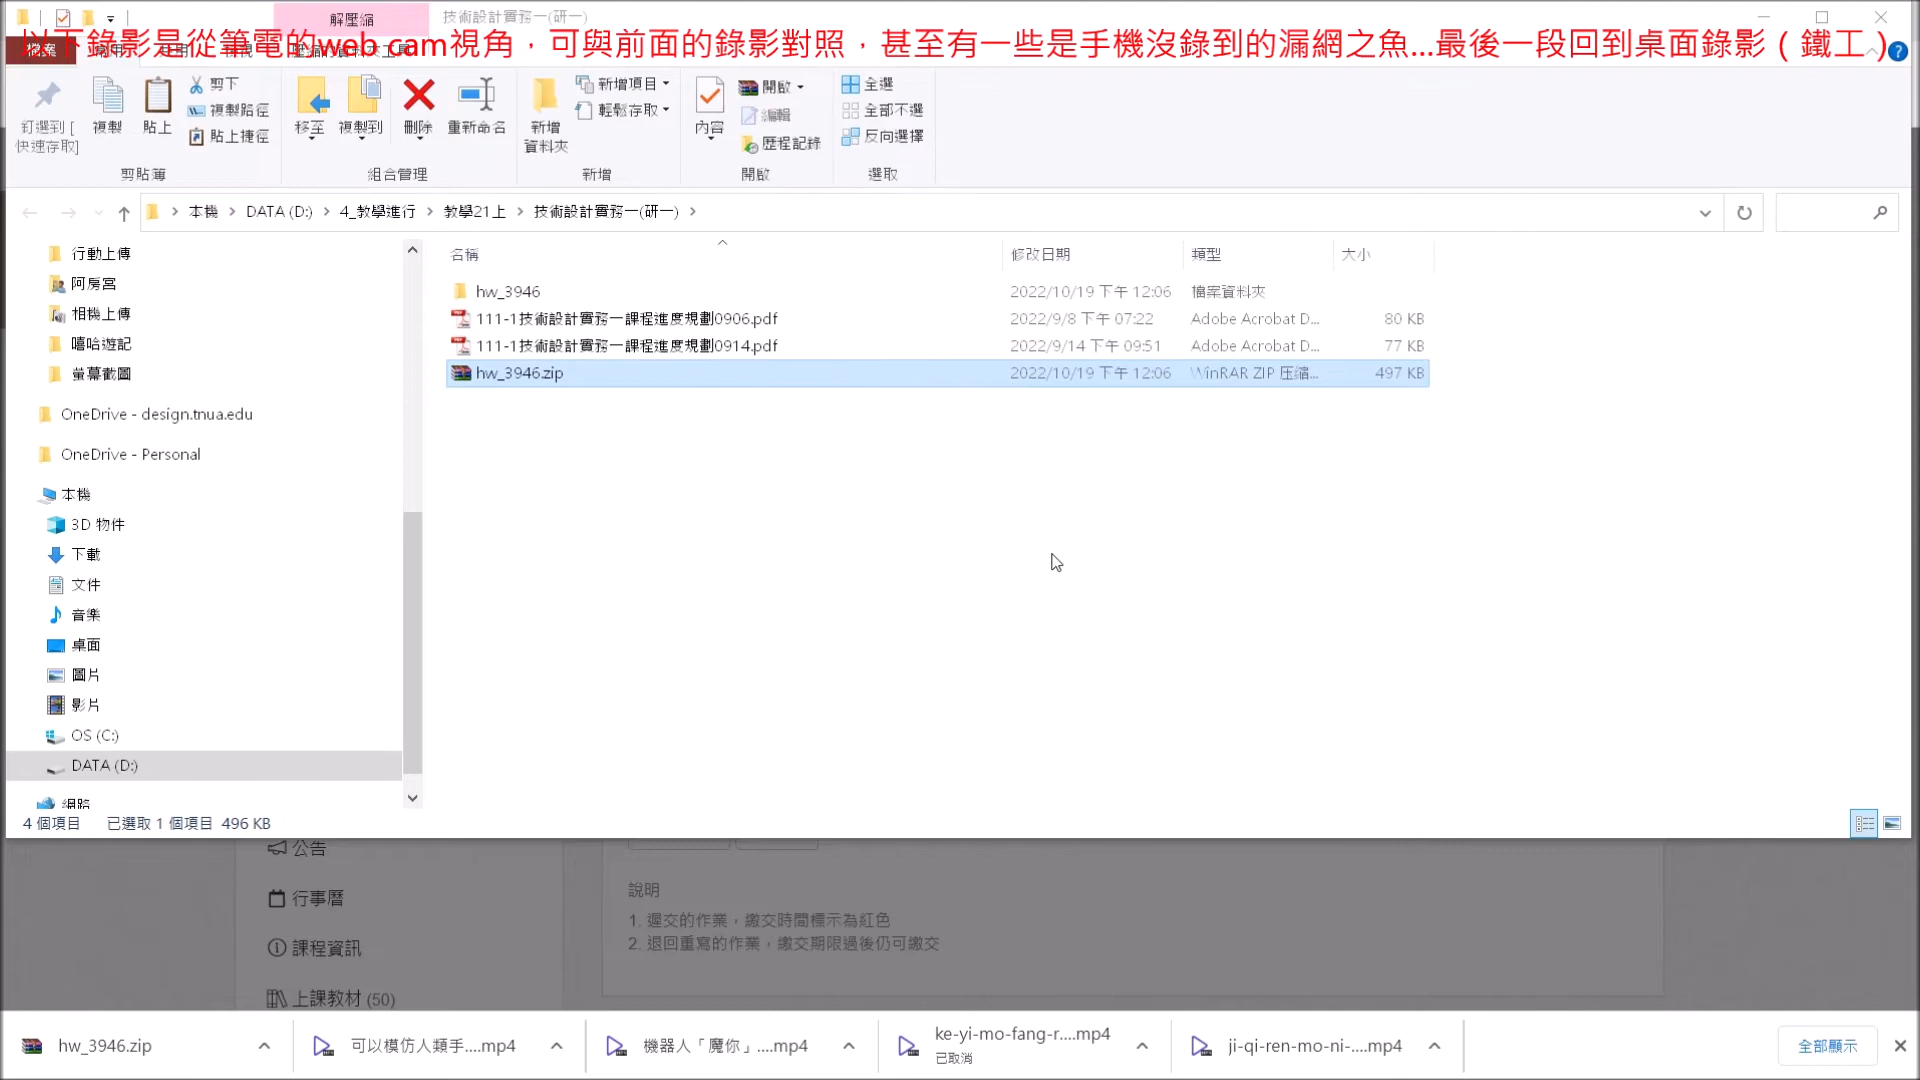 解壓縮
技術設計實務一(研一)
以下錄影是從筆電的web cam視角，可與前面的錄影對照，甚至有一些是手機沒錄到的漏網之魚...最後一段回到桌面錄影（鐵工）
檔案
釘選到 [
快速存取]
複製
貼上
剪下
複製路徑
貼上捷徑
剪貼簿
移至
複製到
刪除
重新命名
組合管理
新增
資料夾
新增項目
輕鬆存取
新增
內容
開啟
編輯
歷程記錄
開啟
全選
全部不選
反向選擇
選取
本機 > DATA (D:) > 4_教學進行 > 教學21上 > 技術設計實務一(研一) >
行動上傳
阿房宮
相機上傳
嘻哈遊記
螢幕截圖
OneDrive - design.tnua.edu
OneDrive - Personal
本機
3D 物件
下載
文件
音樂
桌面
圖片
影片
OS (C:)
DATA (D:)
網路
名稱 修改日期 類型 大小
hw_3946 2022/10/19 下午 12:06 檔案資料夾
111-1技術設計實務一課程進度規劃0906.pdf 2022/9/8 下午 07:22 Adobe Acrobat D... 80 KB
111-1技術設計實務一課程進度規劃0914.pdf 2022/9/14 下午 09:51 Adobe Acrobat D... 77 KB
hw_3946.zip 2022/10/19 下午 12:06 WinRAR ZIP 压缩... 497 KB
4 個項目 已選取 1 個項目 496 KB
公告
行事曆
課程資訊
上課教材 (50)
說明
1. 遲交的作業，繳交時間標示為紅色
2. 退回重寫的作業，繳交期限過後仍可繳交
hw_3946.zip
可以模仿人類手....mp4
機器人「魔你」....mp4
ke-yi-mo-fang-r....mp4
已取消
ji-qi-ren-mo-ni-....mp4
全部顯示